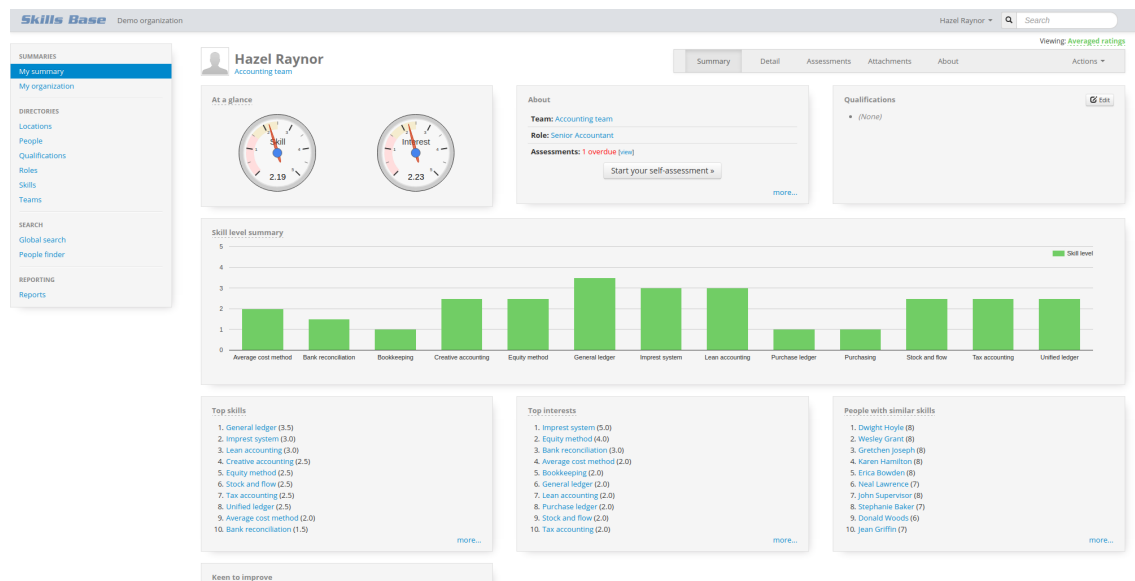 Skills Base
Demo organization
Hazel Raynor
Search
Viewing: Averaged ratings
SUMMARIES
My summary
My organization
DIRECTORIES
Locations
People
Qualifications
Roles
Skills
Teams
SEARCH
Global search
People finder
REPORTING
Reports
Hazel Raynor
Accounting team
Summary
Detail
Assessments
Attachments
About
Actions
At a glance
Skill
2.19
Interest
2.23
About
Team: Accounting team
Role: Senior Accountant
Assessments: 1 overdue [view]
Start your self-assessment »
more...
Qualifications
Edit
(None)
Skill level summary
Skill level
5
4
3
2
1
0
Average cost method
Bank reconciliation
Bookkeeping
Creative accounting
Equity method
General ledger
Imprest system
Lean accounting
Purchase ledger
Purchasing
Stock and flow
Tax accounting
Unified ledger
Top skills
1. General ledger (3.5)
2. Imprest system (3.0)
3. Lean accounting (3.0)
4. Creative accounting (2.5)
5. Equity method (2.5)
6. Stock and flow (2.5)
7. Tax accounting (2.5)
8. Unified ledger (2.5)
9. Average cost method (2.0)
10. Bank reconciliation (1.5)
more...
Top interests
1. Imprest system (5.0)
2. Equity method (4.0)
3. Bank reconciliation (3.0)
4. Average cost method (2.0)
5. Bookkeeping (2.0)
6. General ledger (2.0)
7. Lean accounting (2.0)
8. Purchase ledger (2.0)
9. Stock and flow (2.0)
10. Tax accounting (2.0)
more...
People with similar skills
1. Dwight Hoyle (8)
2. Wesley Grant (8)
3. Gretchen Joseph (8)
4. Karen Hamilton (8)
5. Erica Bowden (8)
6. Neal Lawrence (7)
7. John Supervisor (8)
8. Stephanie Baker (7)
9. Donald Woods (6)
10. Jean Griffin (7)
more...
Keen to improve